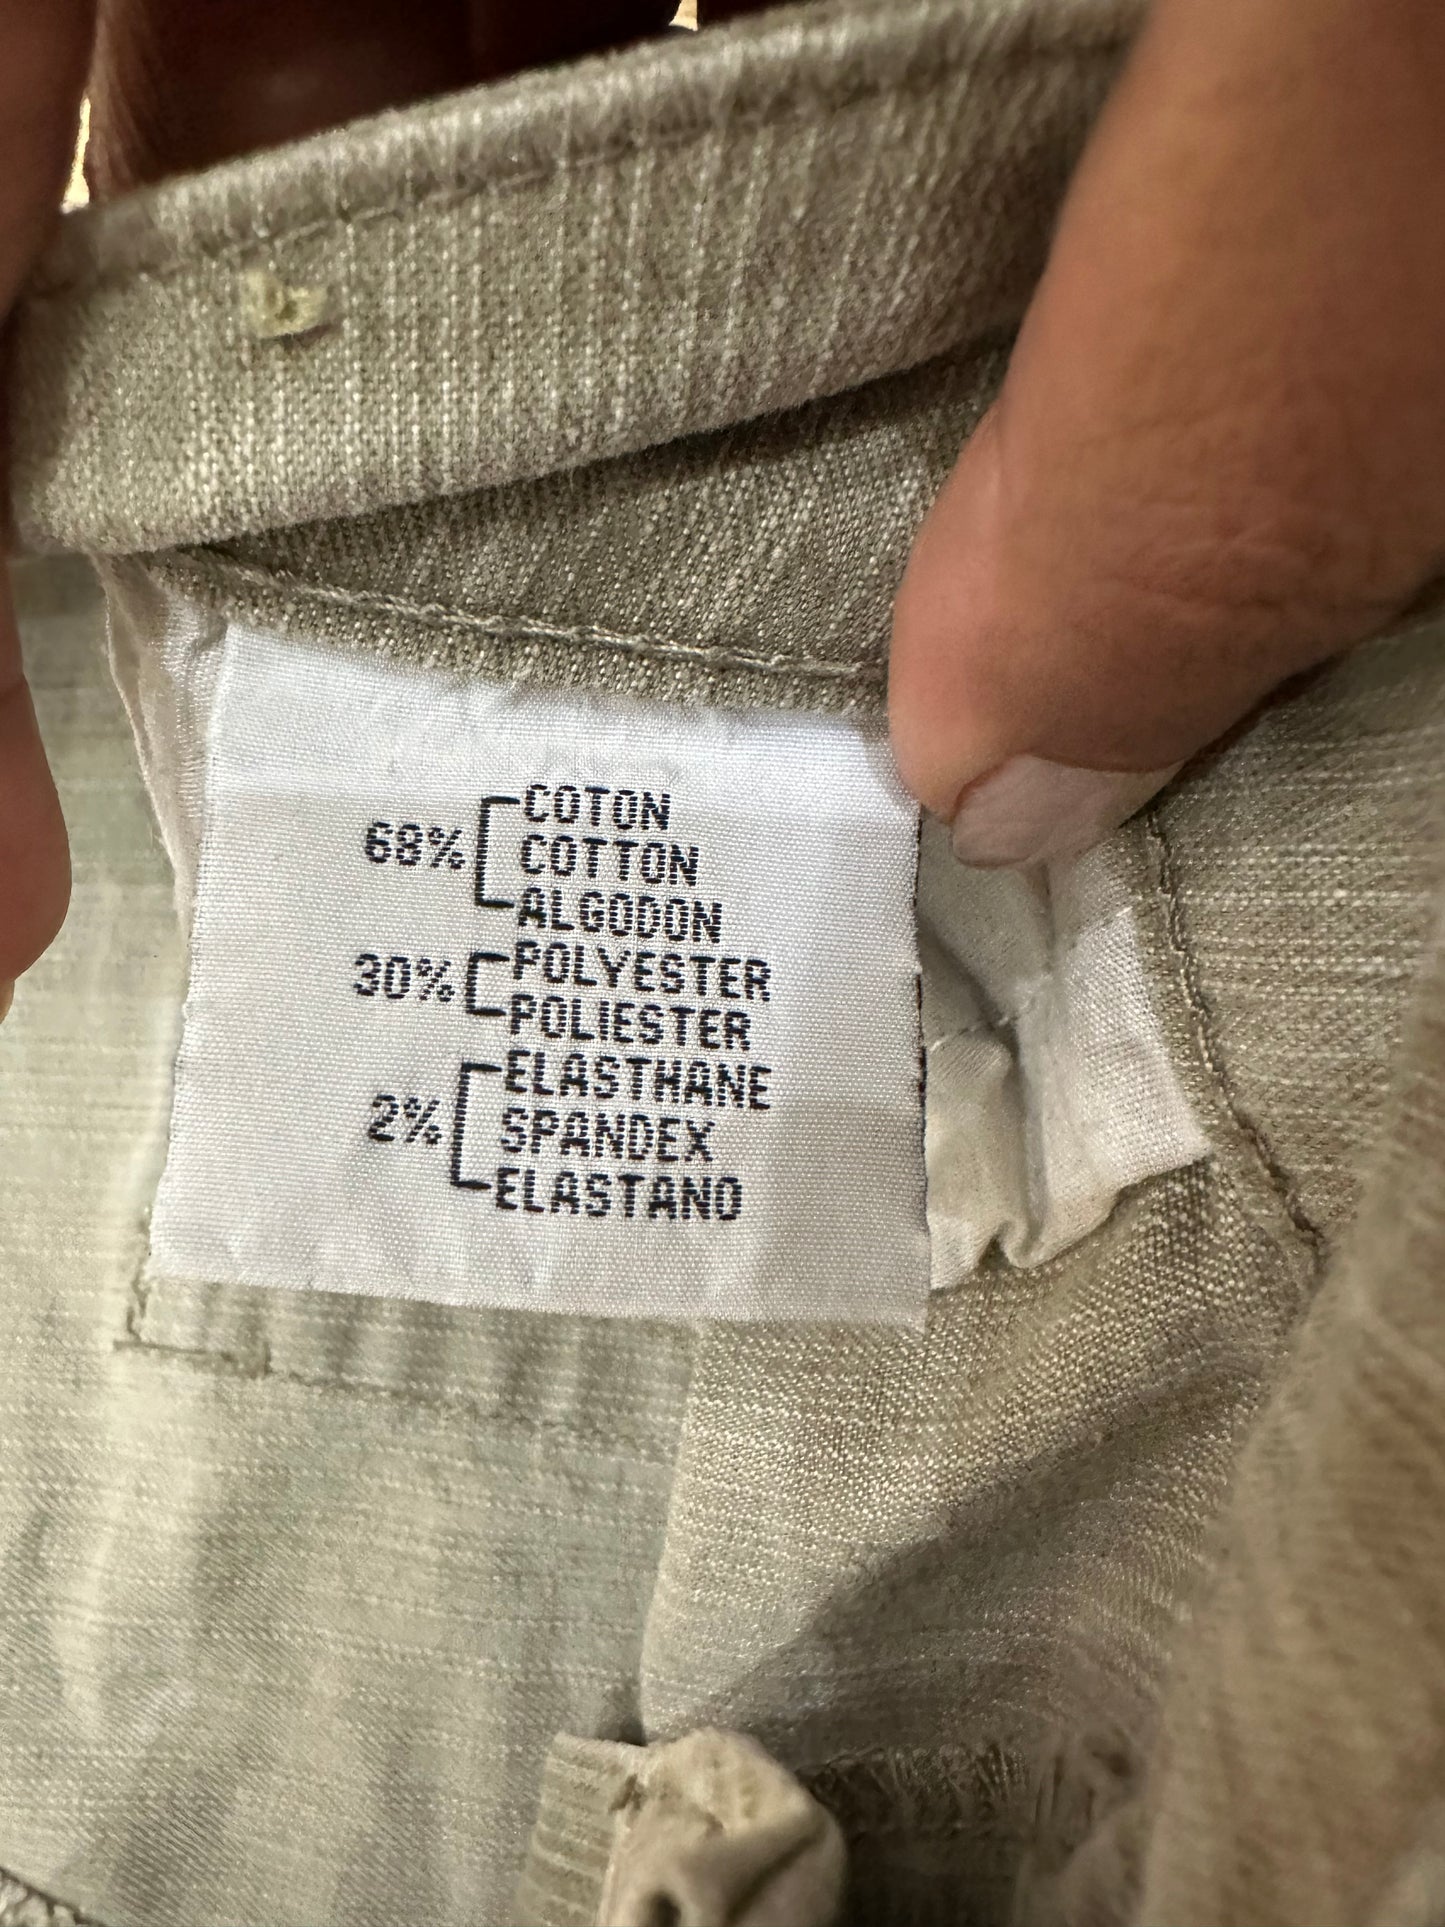 68% COTON
COTTON
ALGODON
30% POLYESTER
POLIESTER
2% ELASTHANE
SPANDEX
ELASTANO